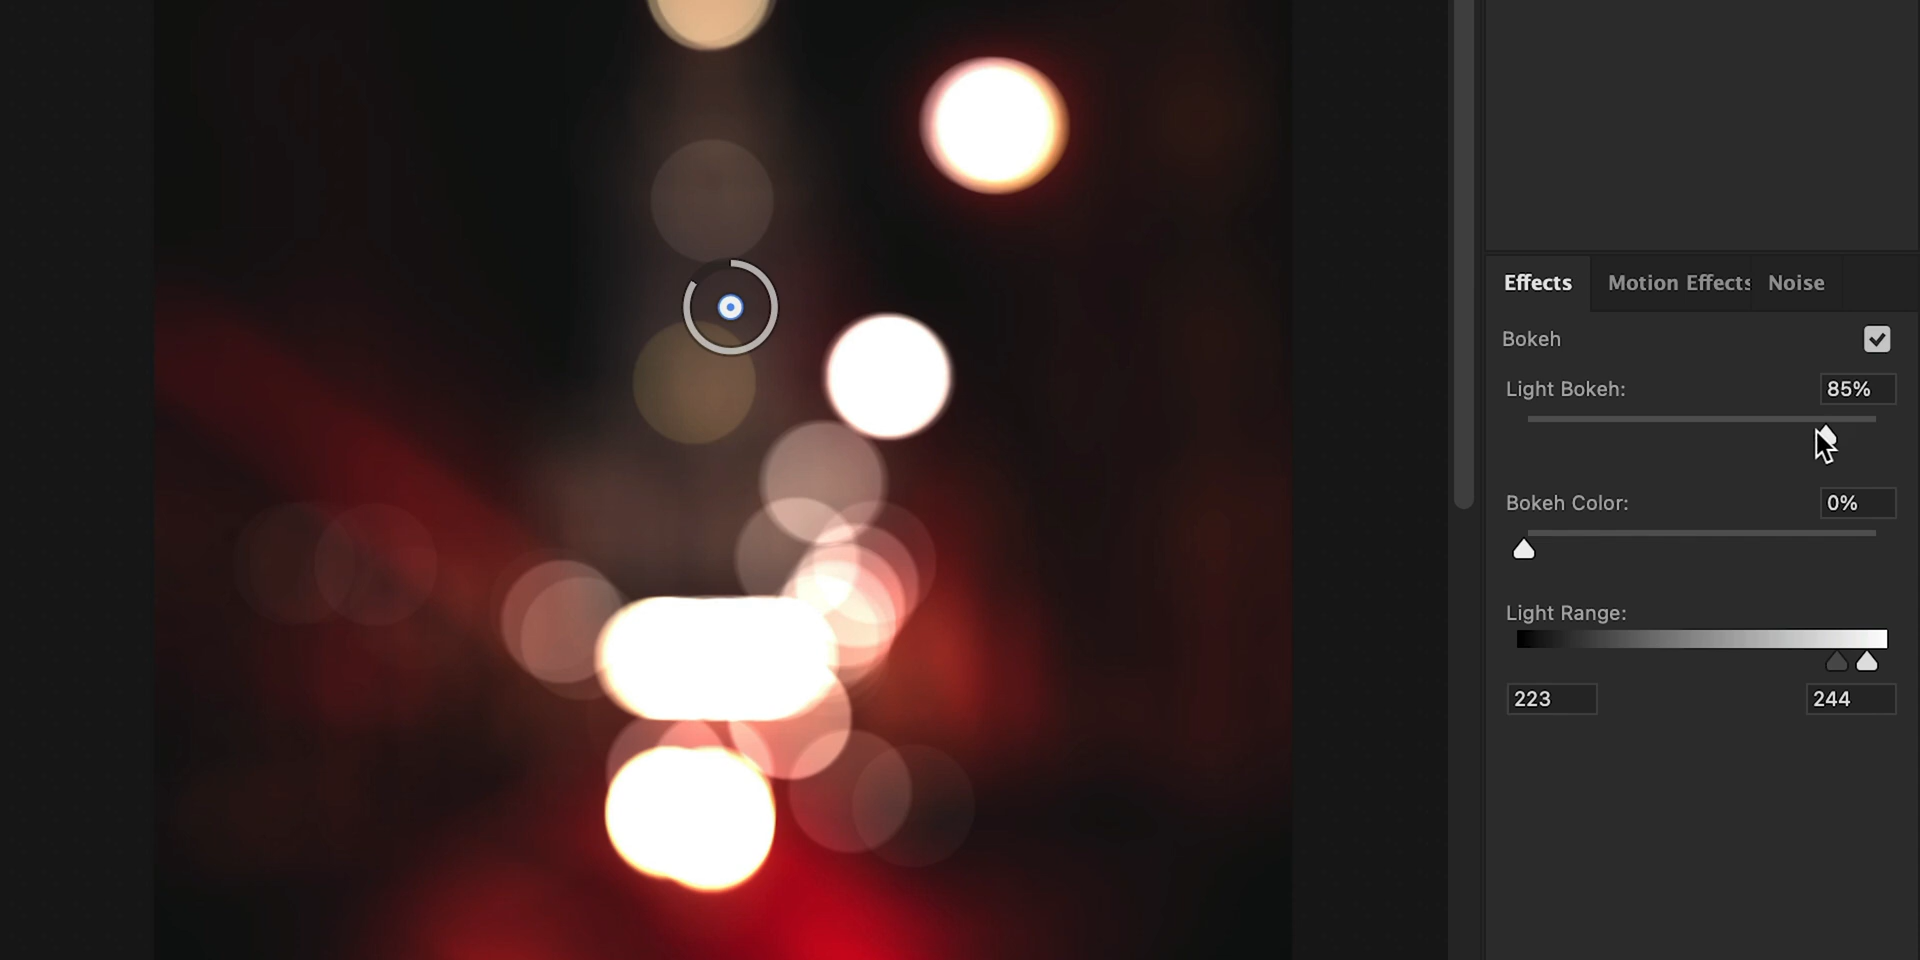 Effects Motion Effects Noise
Bokeh
Light Bokeh: 85%
Bokeh Color: 0%
Light Range:
223 244